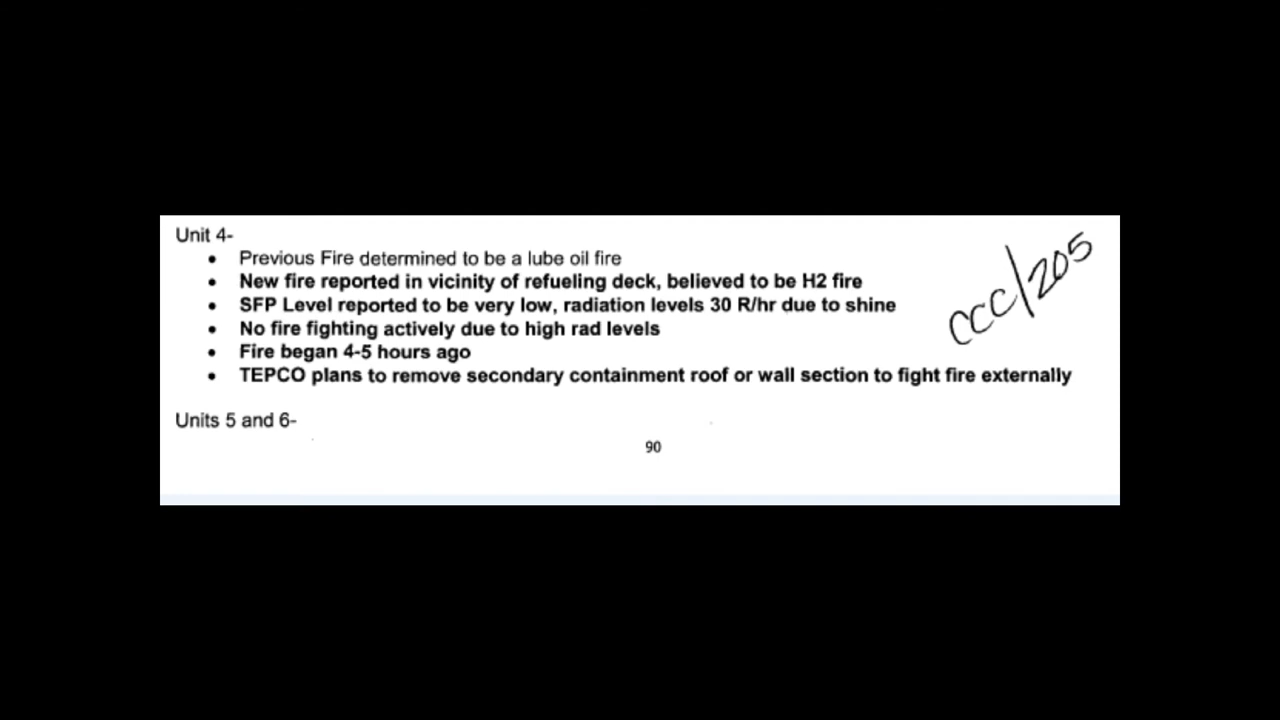 Unit 4-
• Previous Fire determined to be a lube oil fire
• New fire reported in vicinity of refueling deck, believed to be H2 fire
• SFP Level reported to be very low, radiation levels 30 R/hr due to shine
• No fire fighting actively due to high rad levels
• Fire began 4-5 hours ago
• TEPCO plans to remove secondary containment roof or wall section to fight fire externally
CCC/205
Units 5 and 6-
90